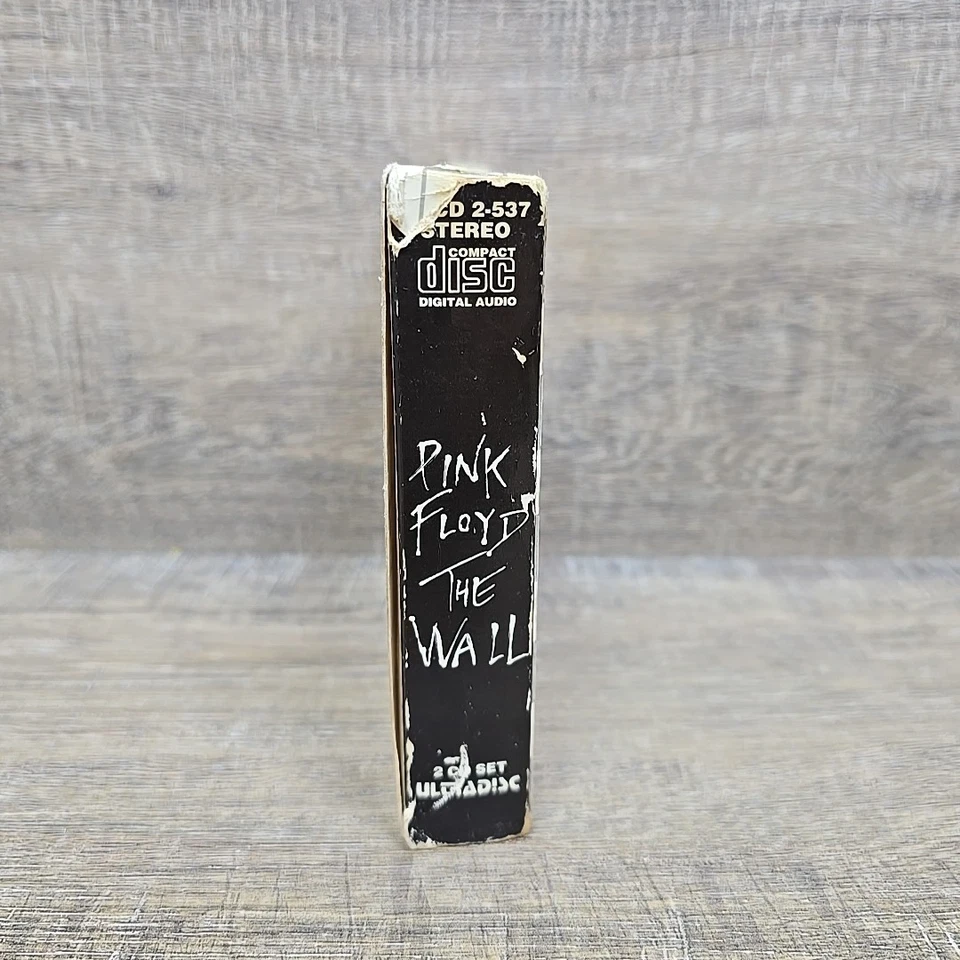 CD 2-537
STEREO
COMPACT
disc
DIGITAL AUDIO
PINK
FLOYD
THE
WALL
2 CD SET
ULTRADISC